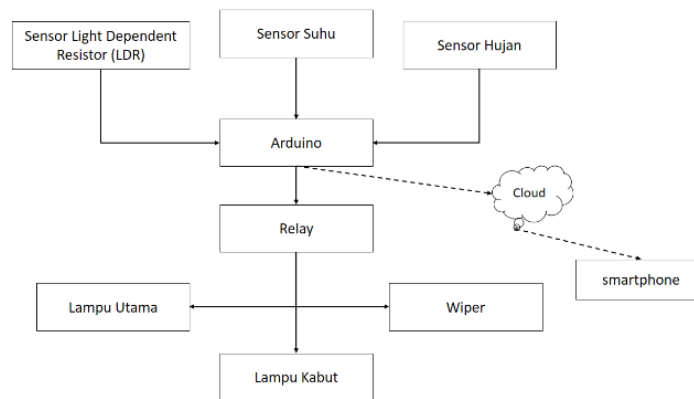 Sensor Light Dependent
Resistor (LDR)
Sensor Suhu
Sensor Hujan
Arduino
Cloud
Relay
smartphone
Lampu Utama
Wiper
Lampu Kabut